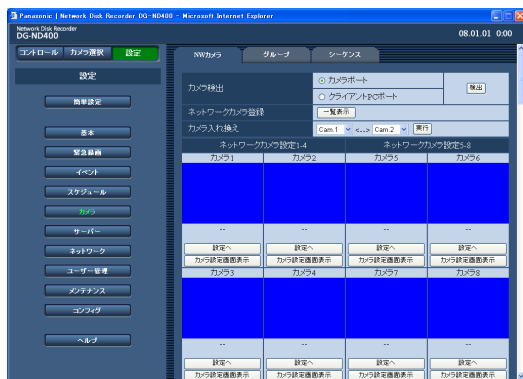 Panasonic | Network Disk Recorder DG-ND400 - Microsoft Internet Explorer
Network Disk Recorder
DG-ND400
08.01.01 0:00
コントロール カメラ選択 設定
設定
簡単設定
基本
緊急録画
イベント
スケジュール
カメラ
サーバー
ネットワーク
ユーザー管理
メンテナンス
コンフィグ
ヘルプ
NWカメラ グループ シーケンス
カメラ検出
カメラポート
クライアントPCポート
検出
ネットワークカメラ登録 一覧表示
カメラ入れ換え Cam.1 <...> Cam.2 実行
ネットワークカメラ設定1-4 ネットワークカメラ設定5-8
カメラ1 カメラ2 カメラ5 カメラ6
-- -- -- --
設定へ 設定へ 設定へ 設定へ
カメラ設定画面表示 カメラ設定画面表示 カメラ設定画面表示 カメラ設定画面表示
カメラ3 カメラ4 カメラ7 カメラ8
-- -- -- --
設定へ 設定へ 設定へ 設定へ
カメラ設定画面表示 カメラ設定画面表示 カメラ設定画面表示 カメラ設定画面表示